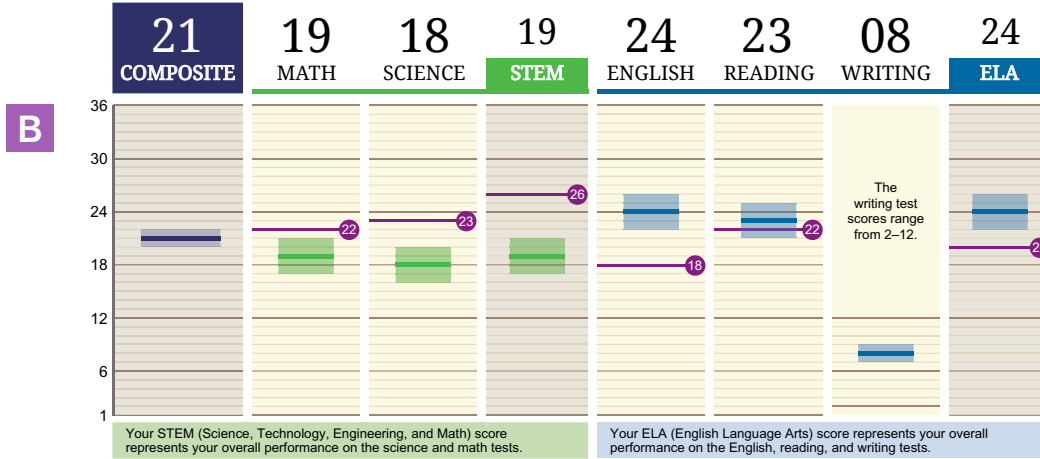 21 19 18 19 24 23 08 24
COMPOSITE MATH SCIENCE STEM ENGLISH READING WRITING ELA
B
36
30
24
18
12
6
1
22
23
26
18
22
The
writing test
scores range
from 2–12.
Your STEM (Science, Technology, Engineering, and Math) score
represents your overall performance on the science and math tests.
Your ELA (English Language Arts) score represents your overall
performance on the English, reading, and writing tests.